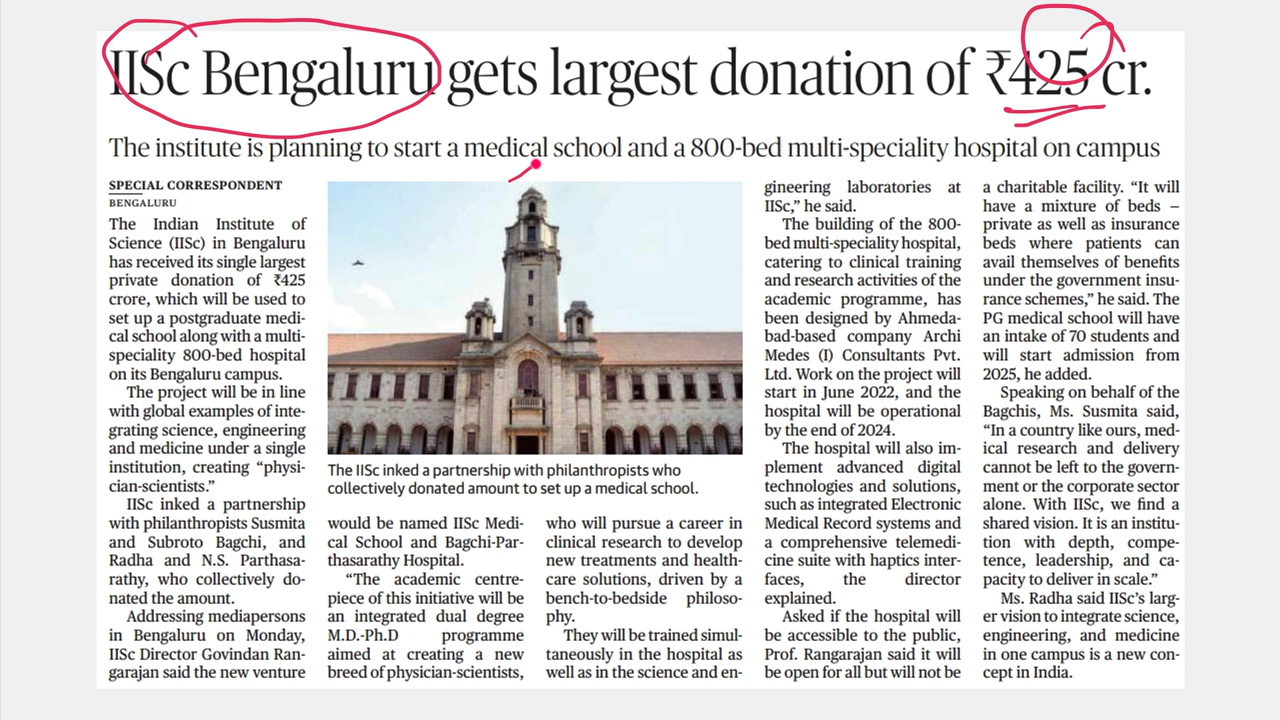 IISc Bengaluru gets largest donation of ₹425 cr.
The institute is planning to start a medical school and a 800-bed multi-speciality hospital on campus
SPECIAL CORRESPONDENT
BENGALURU
The Indian Institute of
Science (IISc) in Bengaluru
has received its single largest
private donation of ₹425
crore, which will be used to
set up a postgraduate medi-
cal school along with a multi-
speciality 800-bed hospital
on its Bengaluru campus.
The project will be in line
with global examples of inte-
grating science, engineering
and medicine under a single
institution, creating “physi-
cian-scientists.”
IISc inked a partnership
with philanthropists Susmita
and Subroto Bagchi, and
Radha and N.S. Parthasa-
rathy, who collectively do-
nated the amount.
Addressing mediapersons
in Bengaluru on Monday,
IISc Director Govindan Ran-
garajan said the new venture
The IISc inked a partnership with philanthropists who
collectively donated amount to set up a medical school.
would be named IISc Medi-
cal School and Bagchi-Par-
thasarathy Hospital.
“The academic centre-
piece of this initiative will be
an integrated dual degree
M.D.-Ph.D programme
aimed at creating a new
breed of physician-scientists,
who will pursue a career in
clinical research to develop
new treatments and health-
care solutions, driven by a
bench-to-bedside philoso-
phy.
They will be trained simul-
taneously in the hospital as
well as in the science and en-
gineering laboratories at
IISc,” he said.
The building of the 800-
bed multi-speciality hospital,
catering to clinical training
and research activities of the
academic programme, has
been designed by Ahmeda-
bad-based company Archi
Medes (I) Consultants Pvt.
Ltd. Work on the project will
start in June 2022, and the
hospital will be operational
by the end of 2024.
The hospital will also im-
plement advanced digital
technologies and solutions,
such as integrated Electronic
Medical Record systems and
a comprehensive telemedi-
cine suite with haptics inter-
faces, the director
explained.
Asked if the hospital will
be accessible to the public,
Prof. Rangarajan said it will
be open for all but will not be
a charitable facility. “It will
have a mixture of beds –
private as well as insurance
beds where patients can
avail themselves of benefits
under the government insu-
rance schemes,” he said. The
PG medical school will have
an intake of 70 students and
will start admission from
2025, he added.
Speaking on behalf of the
Bagchis, Ms. Susmita said,
“In a country like ours, med-
ical research and delivery
cannot be left to the govern-
ment or the corporate sector
alone. With IISc, we find a
shared vision. It is an institu-
tion with depth, compe-
tence, leadership, and ca-
pacity to deliver in scale.”
Ms. Radha said IISc’s larg-
er vision to integrate science,
engineering, and medicine
in one campus is a new con-
cept in India.